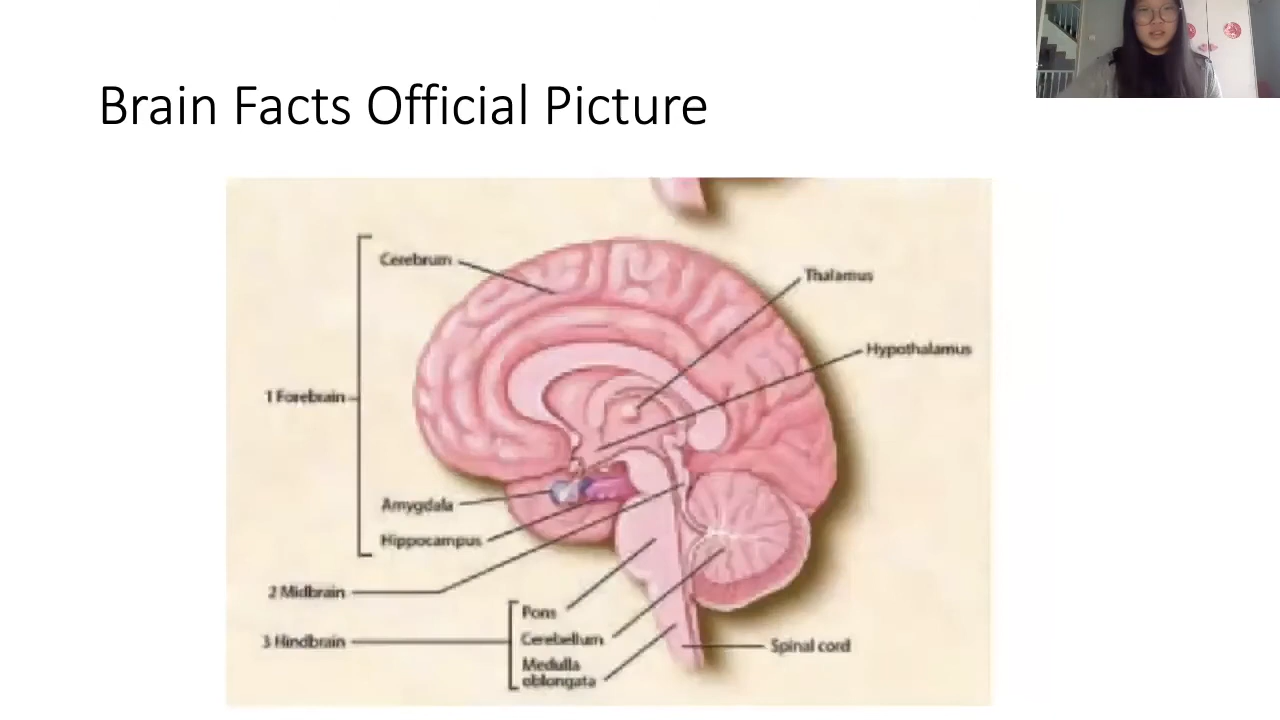 Brain Facts Official Picture
Cerebrum
Thalamus
Hypothalamus
1 Forebrain
Amygdala
Hippocampus
2 Midbrain
Pons
3 Hindbrain
Cerebellum
Spinal cord
Medulla
oblongata